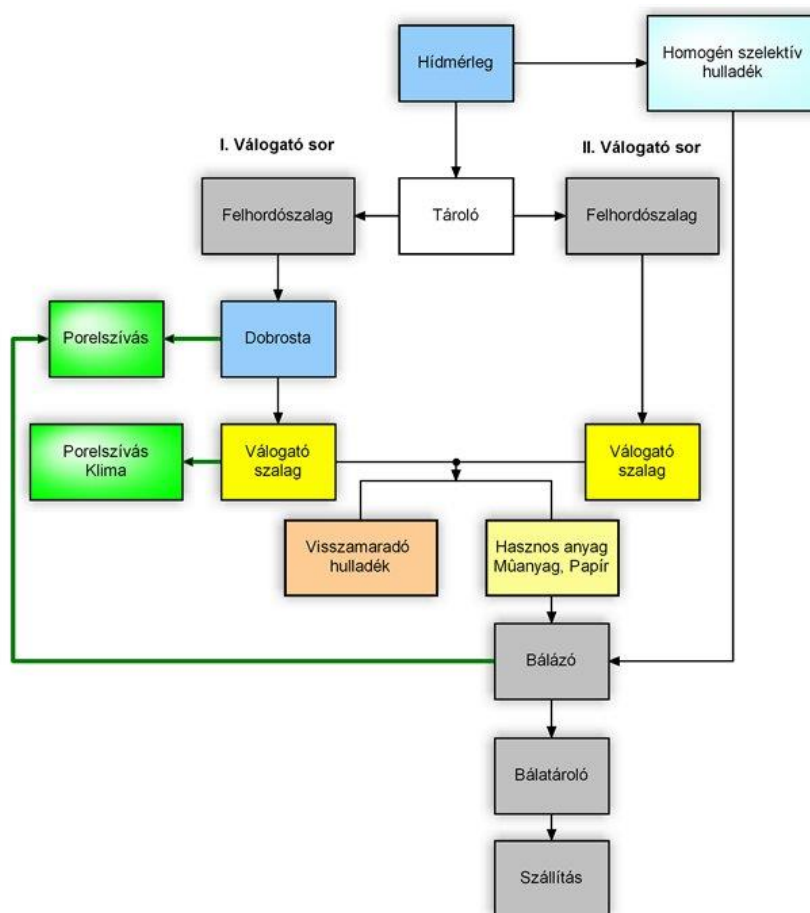 Hídmérleg
Homogén szelektív
hulladék
I. Válogató sor
II. Válogató sor
Felhordószalag
Tároló
Felhordószalag
Porelszívás
Dobrosta
Porelszívás
Klima
Válogató
szalag
Válogató
szalag
Visszamaradó
hulladék
Hasznos anyag
Mûanyag, Papír
Bálázó
Bálatároló
Szállítás